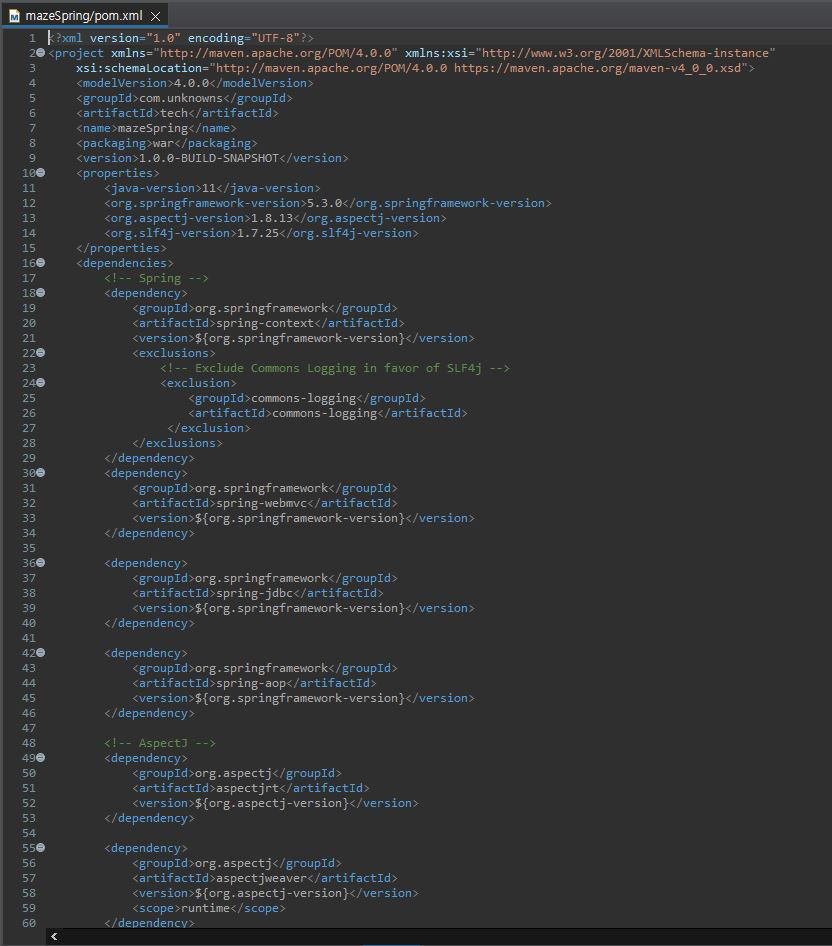 mazeSpring/pom.xml
1 <?xml version="1.0" encoding="UTF-8"?>
2 <project xmlns="http://maven.apache.org/POM/4.0.0" xmlns:xsi="http://www.w3.org/2001/XMLSchema-instance"
3     xsi:schemaLocation="http://maven.apache.org/POM/4.0.0 https://maven.apache.org/maven-v4_0_0.xsd">
4     <modelVersion>4.0.0</modelVersion>
5     <groupId>com.unknowns</groupId>
6     <artifactId>tech</artifactId>
7     <name>mazeSpring</name>
8     <packaging>war</packaging>
9     <version>1.0.0-BUILD-SNAPSHOT</version>
10     <properties>
11         <java-version>11</java-version>
12         <org.springframework-version>5.3.0</org.springframework-version>
13         <org.aspectj-version>1.8.13</org.aspectj-version>
14         <org.slf4j-version>1.7.25</org.slf4j-version>
15     </properties>
16     <dependencies>
17         <!-- Spring -->
18         <dependency>
19             <groupId>org.springframework</groupId>
20             <artifactId>spring-context</artifactId>
21             <version>${org.springframework-version}</version>
22             <exclusions>
23                 <!-- Exclude Commons Logging in favor of SLF4j -->
24                 <exclusion>
25                     <groupId>commons-logging</groupId>
26                     <artifactId>commons-logging</artifactId>
27                  </exclusion>
28             </exclusions>
29         </dependency>
30         <dependency>
31             <groupId>org.springframework</groupId>
32             <artifactId>spring-webmvc</artifactId>
33             <version>${org.springframework-version}</version>
34         </dependency>
35
36         <dependency>
37             <groupId>org.springframework</groupId>
38             <artifactId>spring-jdbc</artifactId>
39             <version>${org.springframework-version}</version>
40         </dependency>
41
42         <dependency>
43             <groupId>org.springframework</groupId>
44             <artifactId>spring-aop</artifactId>
45             <version>${org.springframework-version}</version>
46         </dependency>
47
48         <!-- AspectJ -->
49         <dependency>
50             <groupId>org.aspectj</groupId>
51             <artifactId>aspectjrt</artifactId>
52             <version>${org.aspectj-version}</version>
53         </dependency>
54
55         <dependency>
56             <groupId>org.aspectj</groupId>
57             <artifactId>aspectjweaver</artifactId>
58             <version>${org.aspectj-version}</version>
59             <scope>runtime</scope>
60         </dependency>